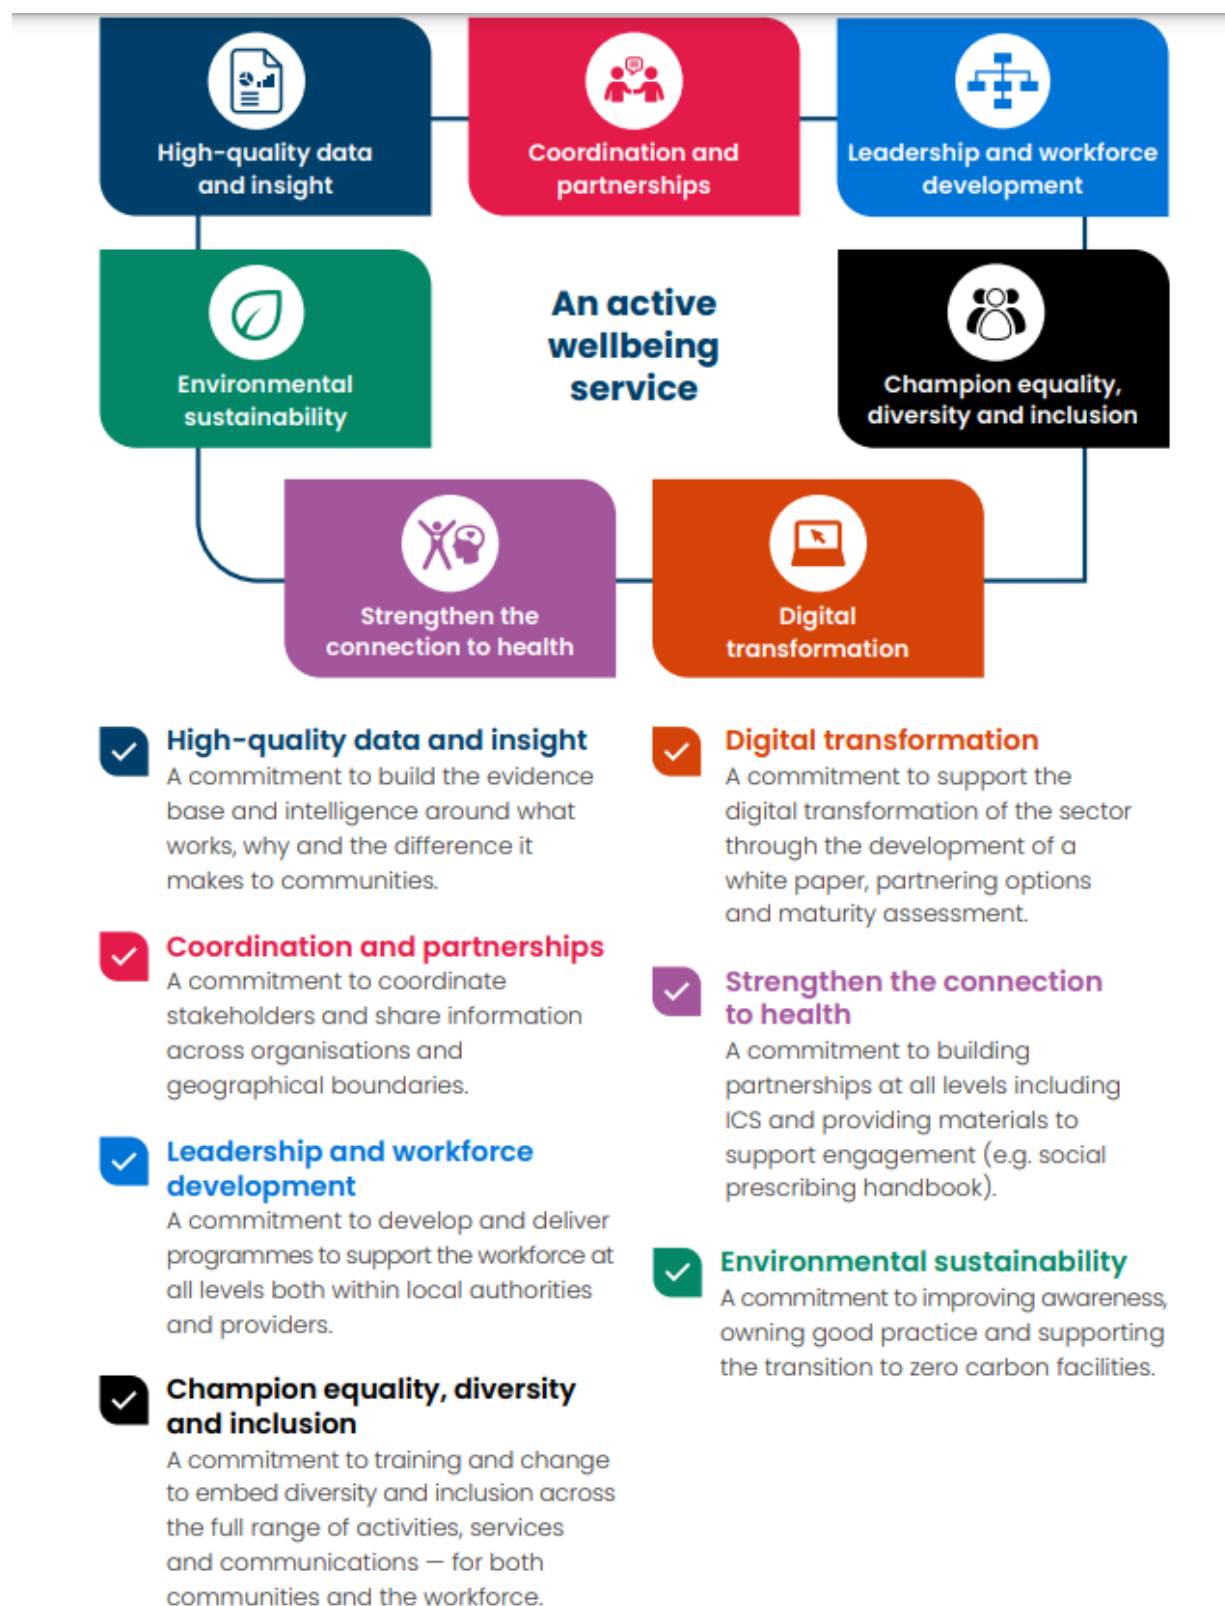 High-quality data
and insight
Coordination and
partnerships
Leadership and workforce
development
Environmental
sustainability
An active
wellbeing
service
Champion equality,
diversity and inclusion
Strengthen the
connection to health
Digital
transformation
High-quality data and insight
A commitment to build the evidence
base and intelligence around what
works, why and the difference it
makes to communities.
Coordination and partnerships
A commitment to coordinate
stakeholders and share information
across organisations and
geographical boundaries.
Leadership and workforce
development
A commitment to develop and deliver
programmes to support the workforce at
all levels both within local authorities
and providers.
Champion equality, diversity
and inclusion
A commitment to training and change
to embed diversity and inclusion across
the full range of activities, services
and communications — for both
communities and the workforce.
Digital transformation
A commitment to support the
digital transformation of the sector
through the development of a
white paper, partnering options
and maturity assessment.
Strengthen the connection
to health
A commitment to building
partnerships at all levels including
ICS and providing materials to
support engagement (e.g. social
prescribing handbook).
Environmental sustainability
A commitment to improving awareness,
owning good practice and supporting
the transition to zero carbon facilities.